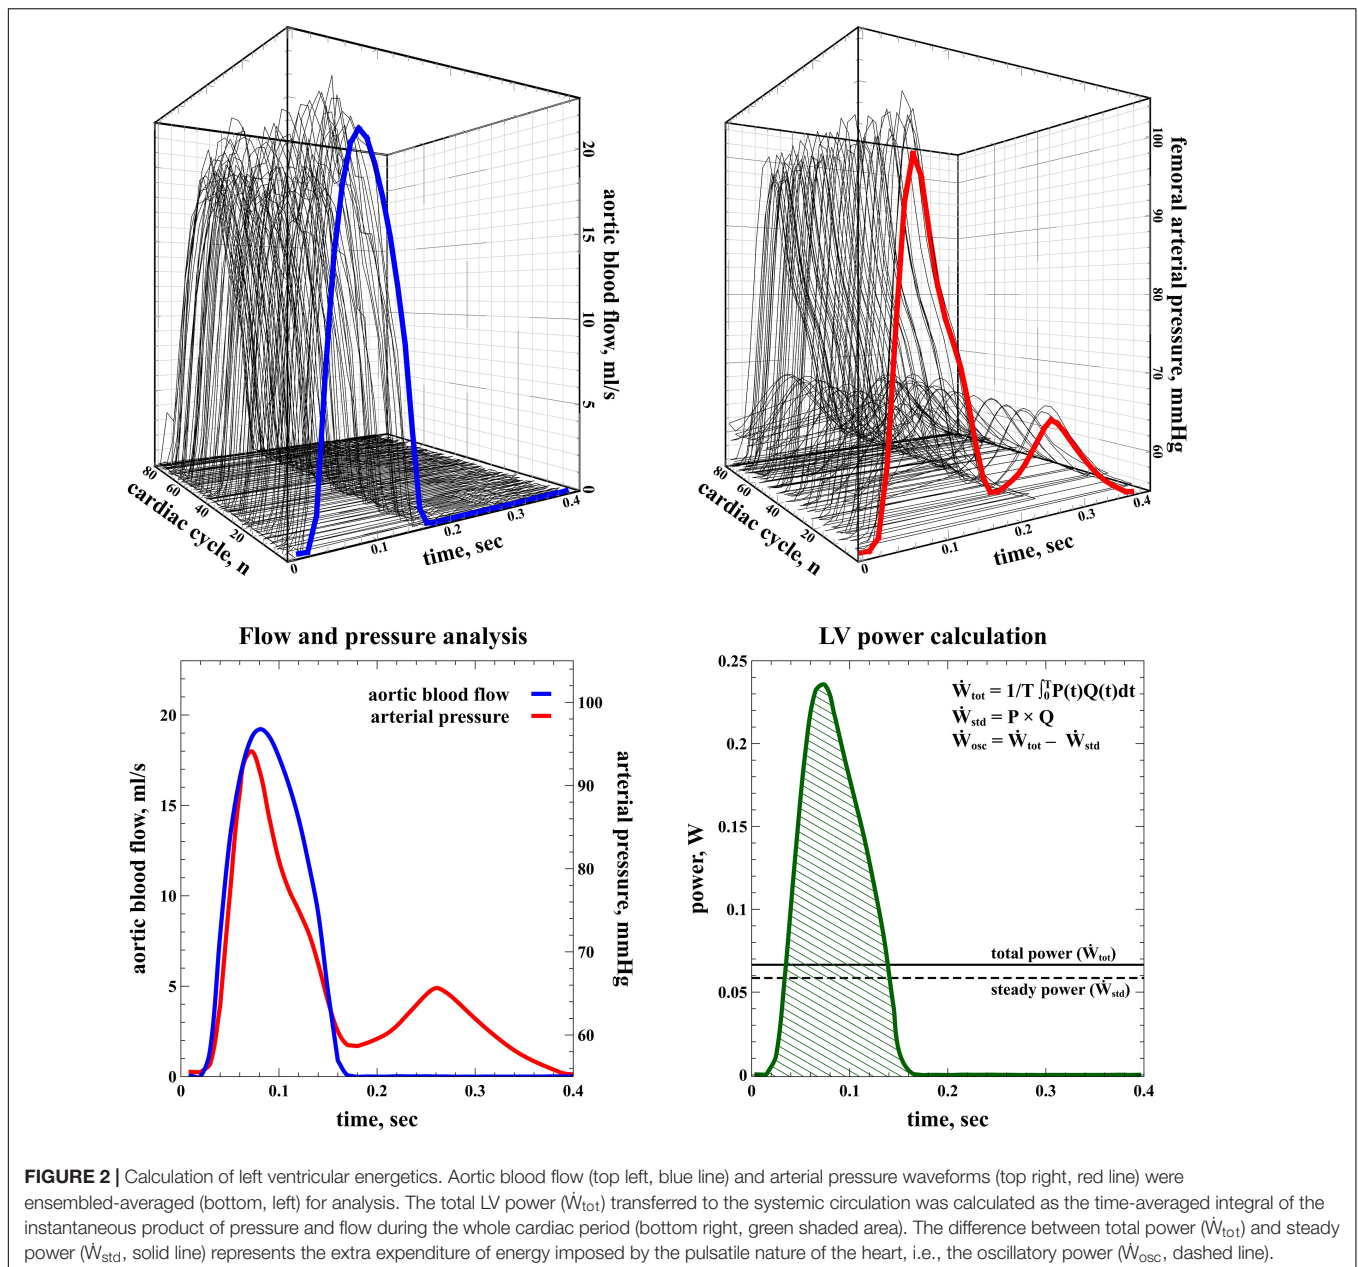 20
15
10
5
0
aortic blood flow, ml/s
80
60
40
20
0
cardiac cycle, n
0.1
0.2
0.3
0.4
time, sec
100
90
80
70
60
femoral arterial pressure, mmHg
80
60
40
20
0
cardiac cycle, n
0.1
0.2
0.3
0.4
time, sec
Flow and pressure analysis
aortic blood flow
arterial pressure
20
15
10
5
0
aortic blood flow, ml/s
100
90
80
70
60
arterial pressure, mmHg
0
0.1
0.2
0.3
0.4
time, sec
LV power calculation
0.25
0.2
0.15
0.1
0.05
0
power, W
Ẇtot = 1/T ∫₀ᵀP(t)Q(t)dt
Ẇstd = P × Q
Ẇosc = Ẇtot − Ẇstd
total power (Ẇtot)
steady power (Ẇstd)
0
0.1
0.2
0.3
0.4
time, sec
FIGURE 2 | Calculation of left ventricular energetics. Aortic blood flow (top left, blue line) and arterial pressure waveforms (top right, red line) were
ensembled-averaged (bottom, left) for analysis. The total LV power (Ẇtot) transferred to the systemic circulation was calculated as the time-averaged integral of the
instantaneous product of pressure and flow during the whole cardiac period (bottom right, green shaded area). The difference between total power (Ẇtot) and steady
power (Ẇstd, solid line) represents the extra expenditure of energy imposed by the pulsatile nature of the heart, i.e., the oscillatory power (Ẇosc, dashed line).